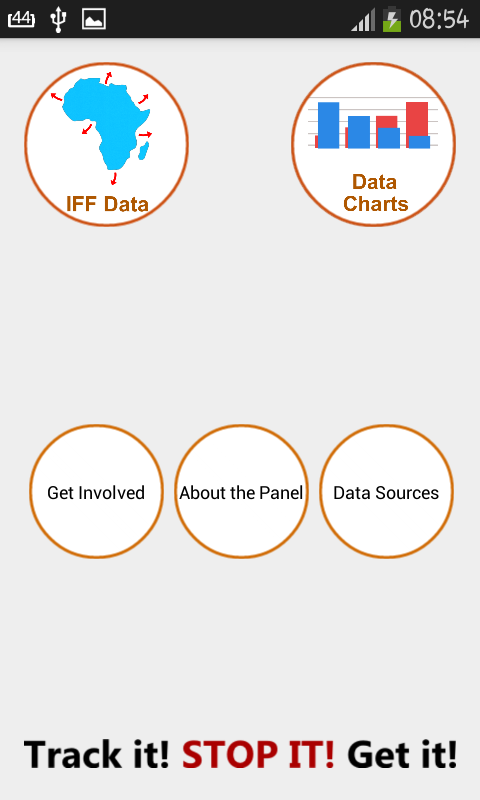 44 08:54
IFF Data
Data
Charts
Get Involved About the Panel Data Sources
Track it! STOP IT! Get it!